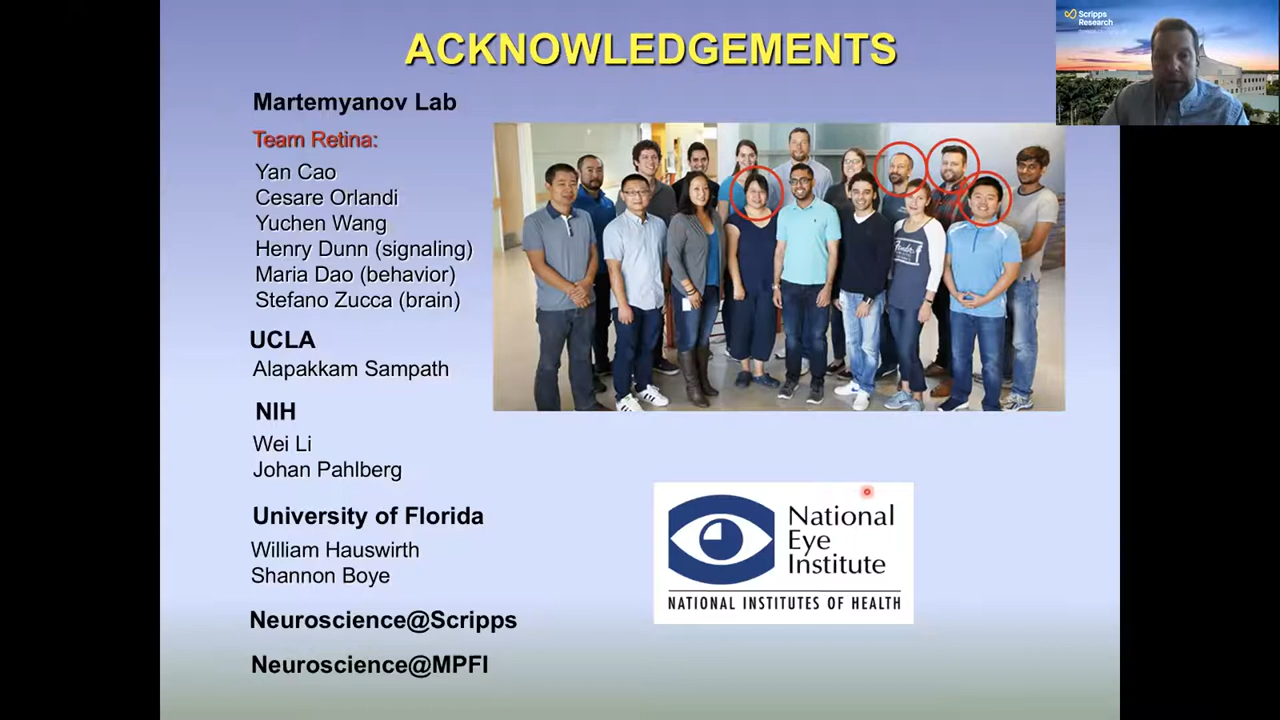 ACKNOWLEDGEMENTS
Martemyanov Lab
Team Retina:
Yan Cao
Cesare Orlandi
Yuchen Wang
Henry Dunn (signaling)
Maria Dao (behavior)
Stefano Zucca (brain)
UCLA
Alapakkam Sampath
NIH
Wei Li
Johan Pahlberg
University of Florida
William Hauswirth
Shannon Boye
Neuroscience@Scripps
Neuroscience@MPFI
National
Eye
Institute
NATIONAL INSTITUTES OF HEALTH
Scripps
Research